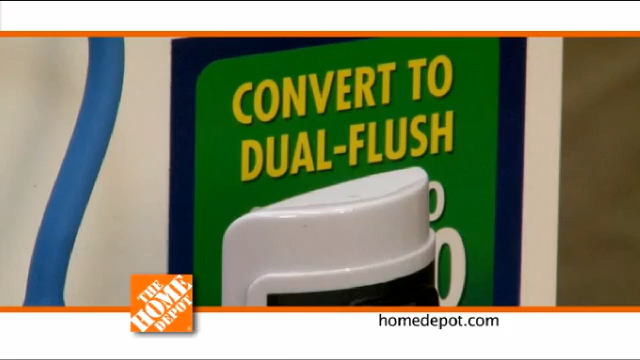 CONVERT TO
DUAL-FLUSH
THE
HOME
DEPOT
homedepot.com